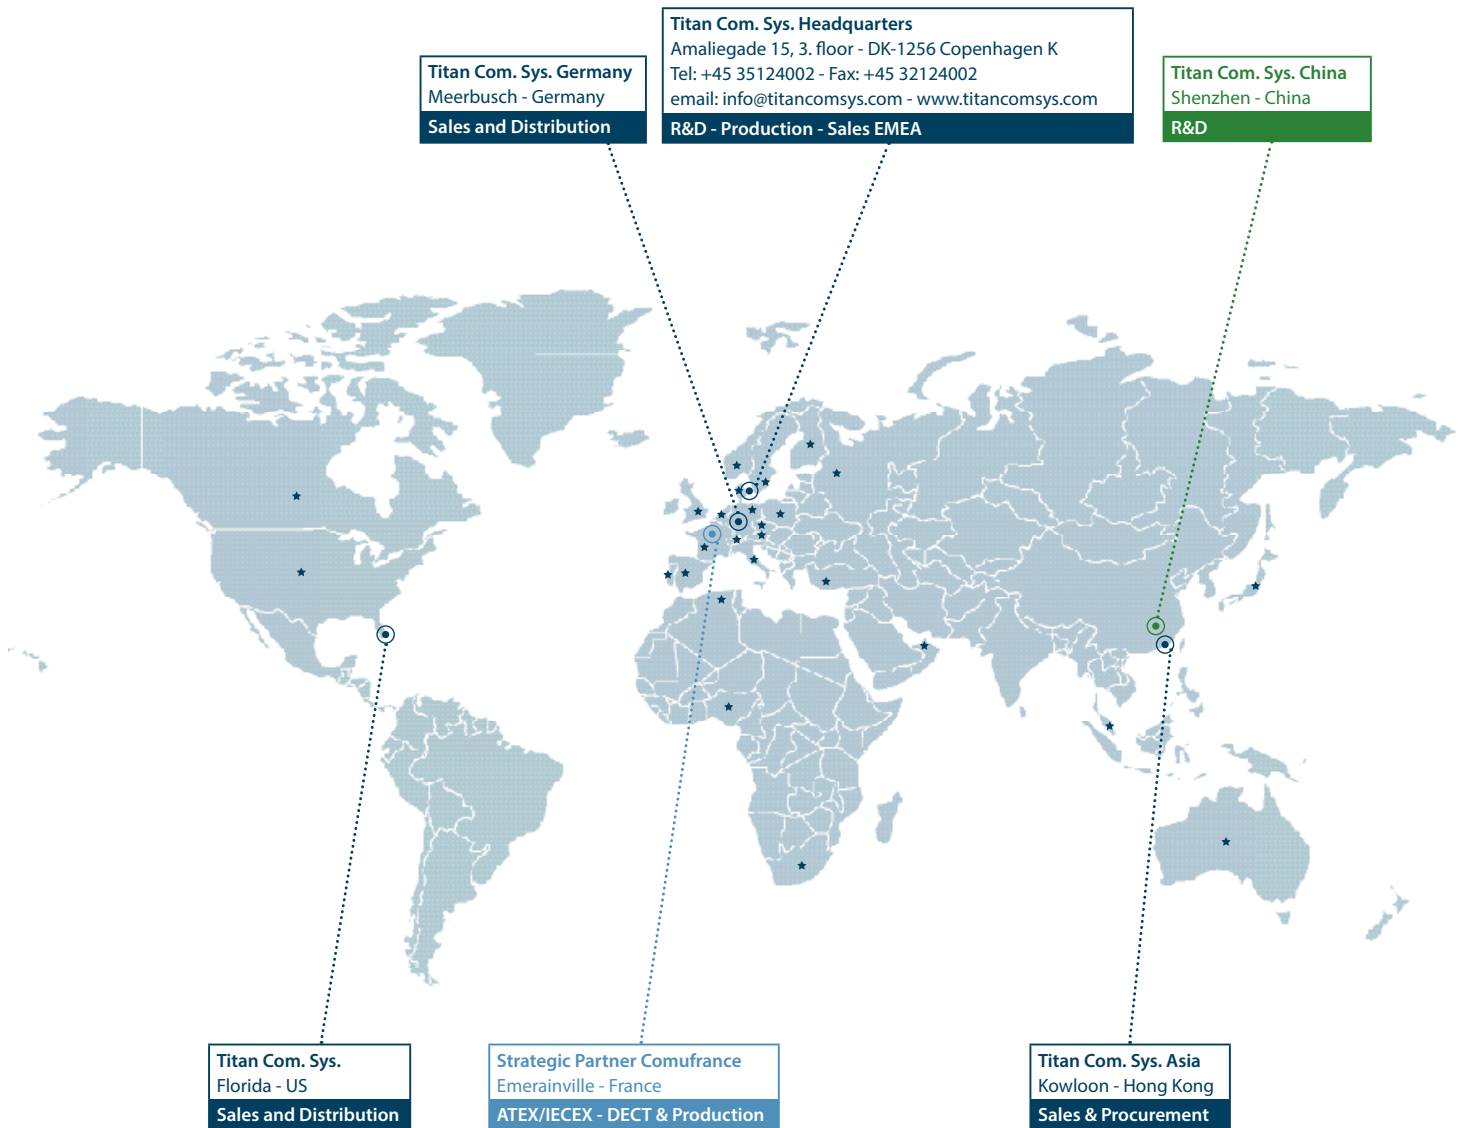 Titan Com. Sys. Headquarters
Amaliegade 15, 3. floor - DK-1256 Copenhagen K
Tel: +45 35124002 - Fax: +45 32124002
email: info@titancomsys.com - www.titancomsys.com
R&D - Production - Sales EMEA
Titan Com. Sys. Germany
Meerbusch - Germany
Sales and Distribution
Titan Com. Sys. China
Shenzhen - China
R&D
Titan Com. Sys.
Florida - US
Sales and Distribution
Strategic Partner Comufrance
Emerainville - France
ATEX/IECEX - DECT & Production
Titan Com. Sys. Asia
Kowloon - Hong Kong
Sales & Procurement